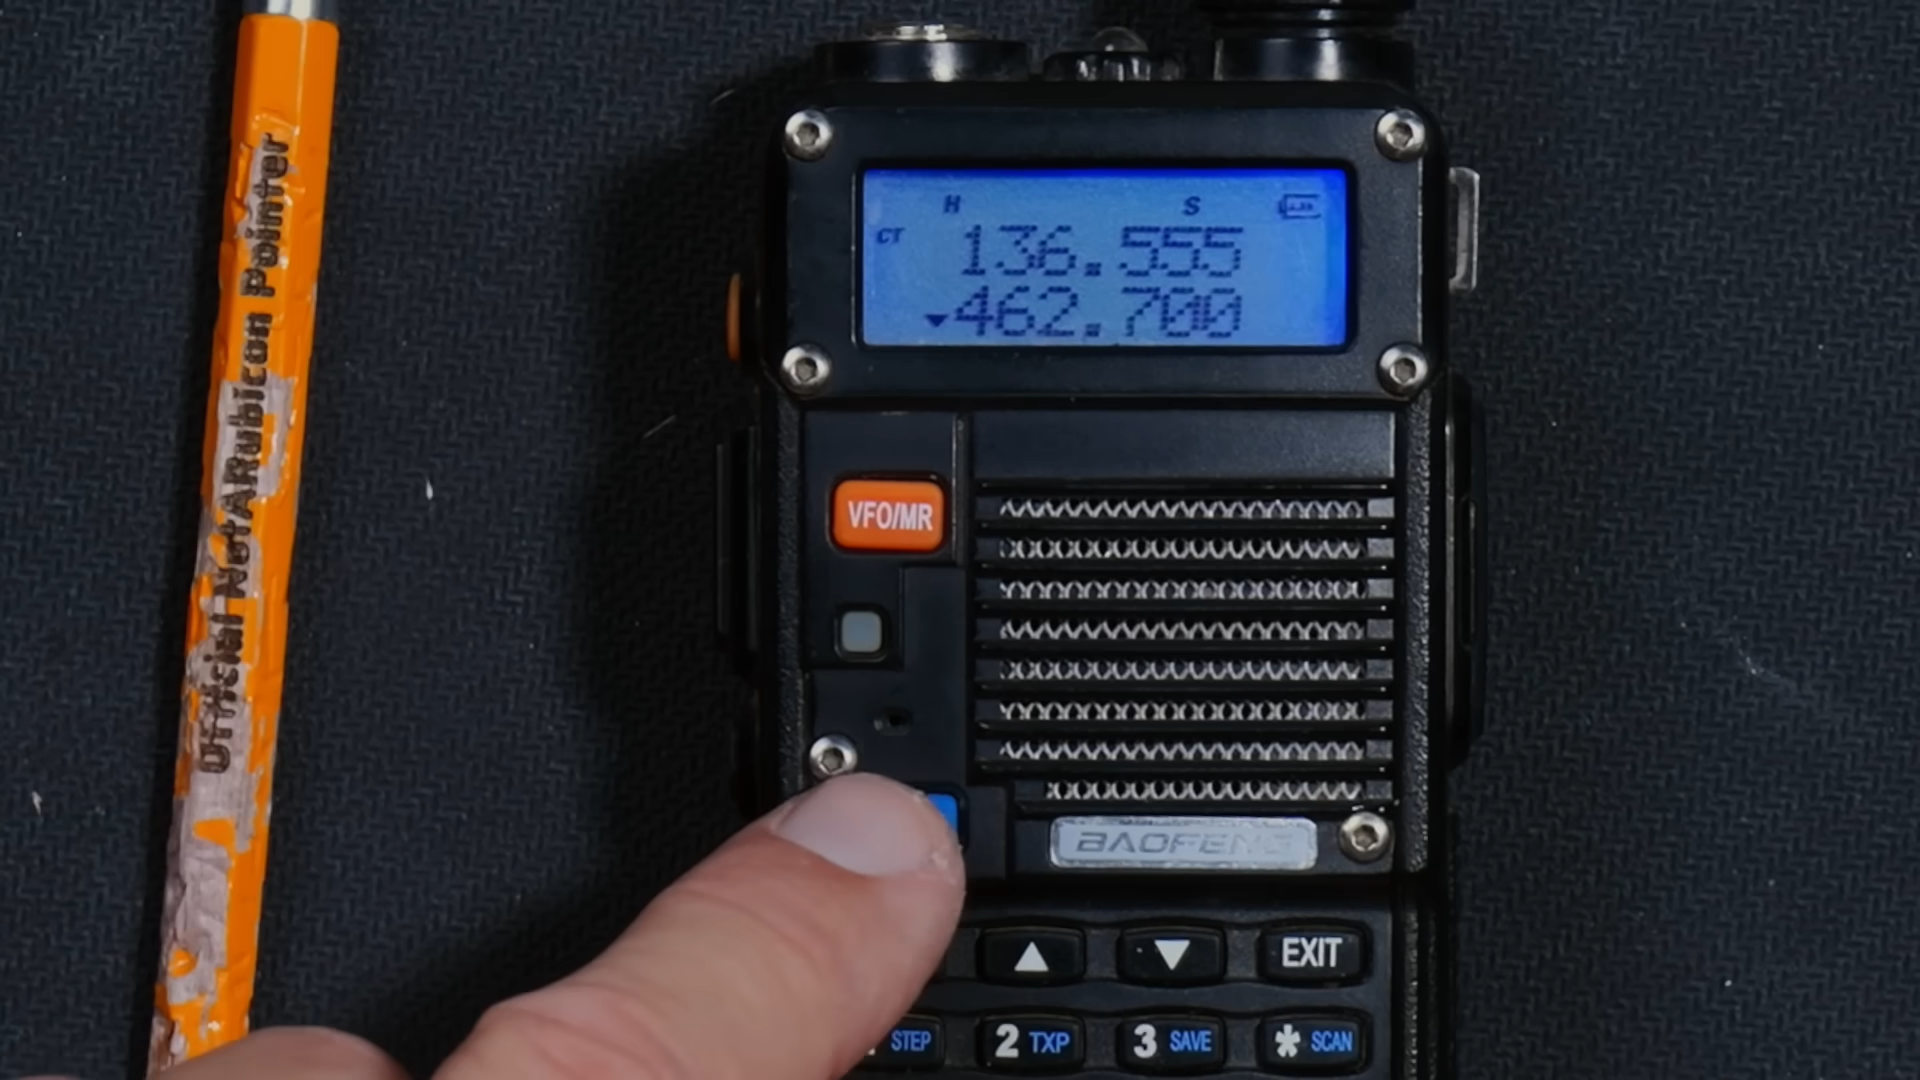 Official NotARubicon Pointer
H S
CT 136.555
462.700
VFO/MR
BAOFENG
EXIT
STEP 2 TXP 3 SAVE * SCAN